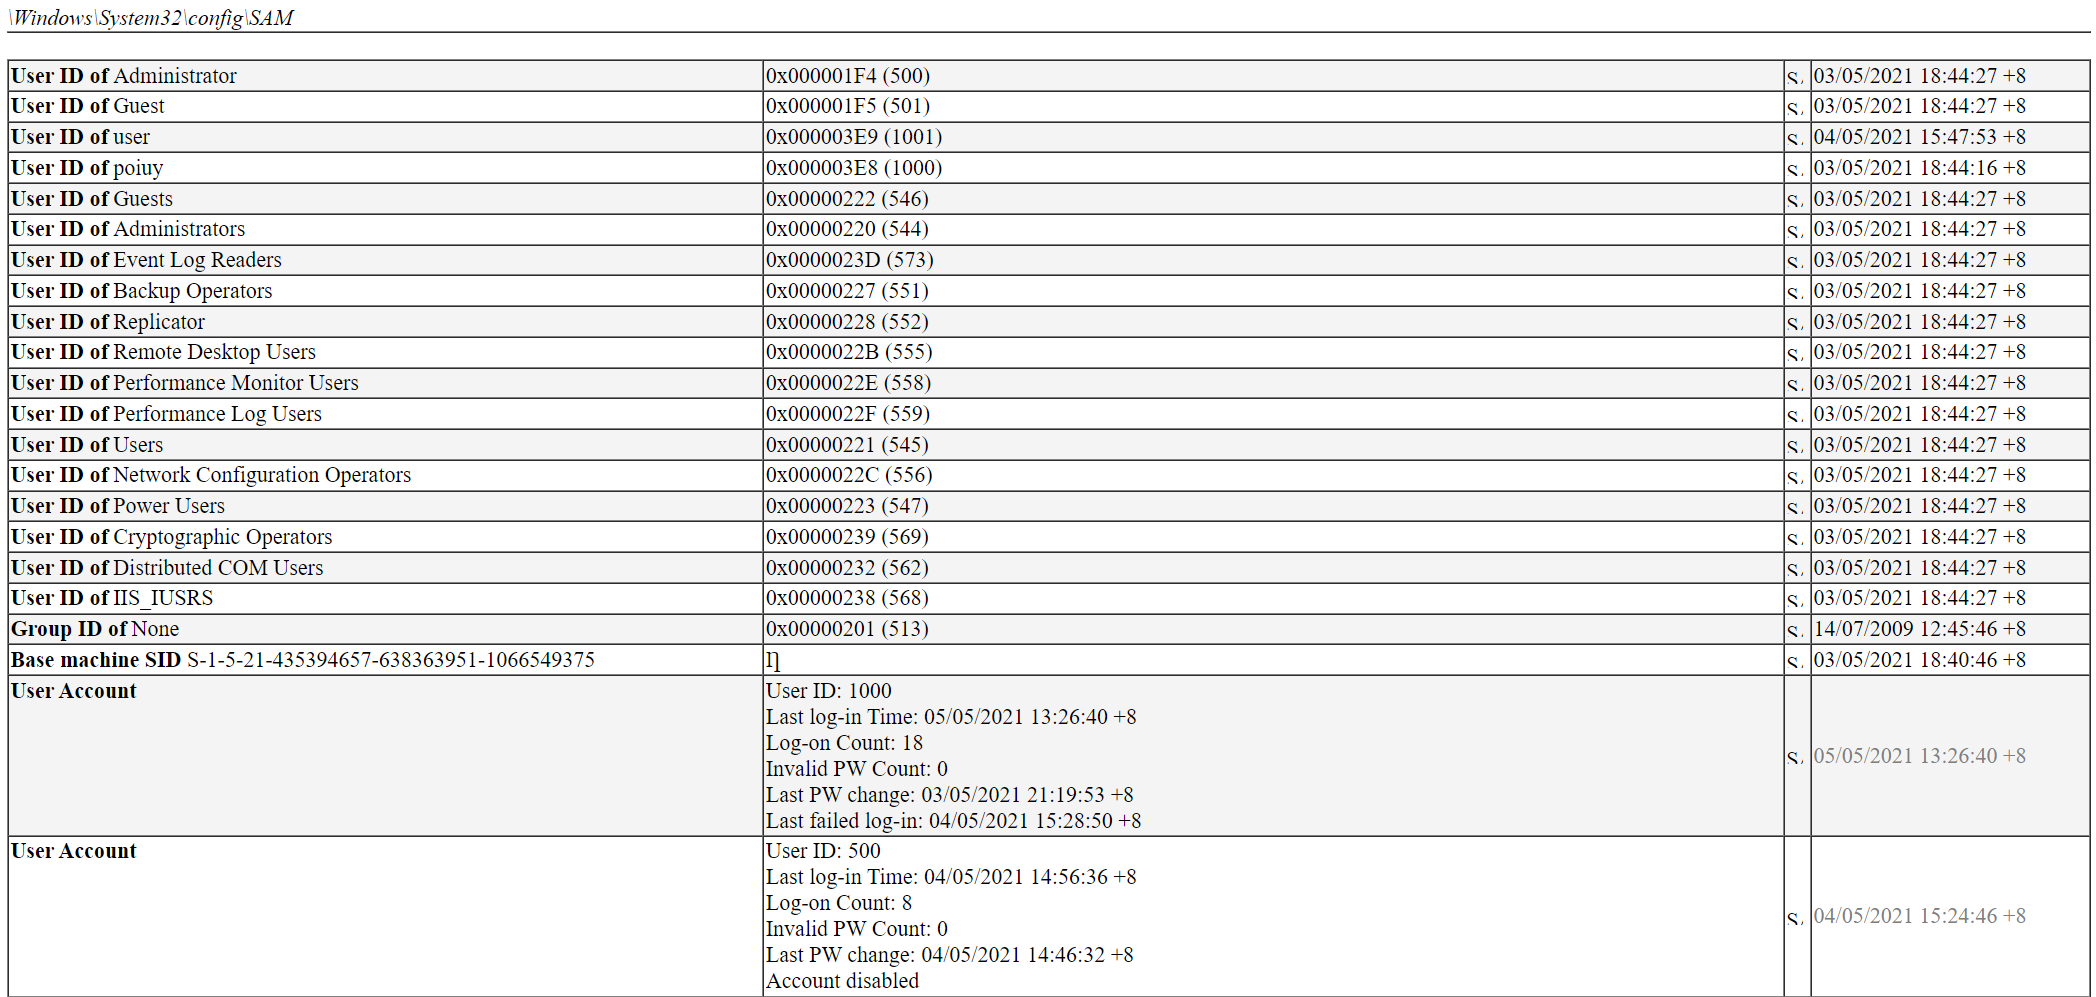 \Windows\System32\config\SAM
User ID of Administrator 0x000001F4 (500) S, 03/05/2021 18:44:27 +8
User ID of Guest 0x000001F5 (501) S, 03/05/2021 18:44:27 +8
User ID of user 0x000003E9 (1001) S, 04/05/2021 15:47:53 +8
User ID of poiuy 0x000003E8 (1000) S, 03/05/2021 18:44:16 +8
User ID of Guests 0x00000222 (546) S, 03/05/2021 18:44:27 +8
User ID of Administrators 0x00000220 (544) S, 03/05/2021 18:44:27 +8
User ID of Event Log Readers 0x0000023D (573) S, 03/05/2021 18:44:27 +8
User ID of Backup Operators 0x00000227 (551) S, 03/05/2021 18:44:27 +8
User ID of Replicator 0x00000228 (552) S, 03/05/2021 18:44:27 +8
User ID of Remote Desktop Users 0x0000022B (555) S, 03/05/2021 18:44:27 +8
User ID of Performance Monitor Users 0x0000022E (558) S, 03/05/2021 18:44:27 +8
User ID of Performance Log Users 0x0000022F (559) S, 03/05/2021 18:44:27 +8
User ID of Users 0x00000221 (545) S, 03/05/2021 18:44:27 +8
User ID of Network Configuration Operators 0x0000022C (556) S, 03/05/2021 18:44:27 +8
User ID of Power Users 0x00000223 (547) S, 03/05/2021 18:44:27 +8
User ID of Cryptographic Operators 0x00000239 (569) S, 03/05/2021 18:44:27 +8
User ID of Distributed COM Users 0x00000232 (562) S, 03/05/2021 18:44:27 +8
User ID of IIS_IUSRS 0x00000238 (568) S, 03/05/2021 18:44:27 +8
Group ID of None 0x00000201 (513) S, 14/07/2009 12:45:46 +8
Base machine SID S-1-5-21-435394657-638363951-1066549375 Ƞ S, 03/05/2021 18:40:46 +8
User Account
User ID: 1000
Last log-in Time: 05/05/2021 13:26:40 +8
Log-on Count: 18
Invalid PW Count: 0
Last PW change: 03/05/2021 21:19:53 +8
Last failed log-in: 04/05/2021 15:28:50 +8
S, 05/05/2021 13:26:40 +8
User Account
User ID: 500
Last log-in Time: 04/05/2021 14:56:36 +8
Log-on Count: 8
Invalid PW Count: 0
Last PW change: 04/05/2021 14:46:32 +8
Account disabled
S, 04/05/2021 15:24:46 +8